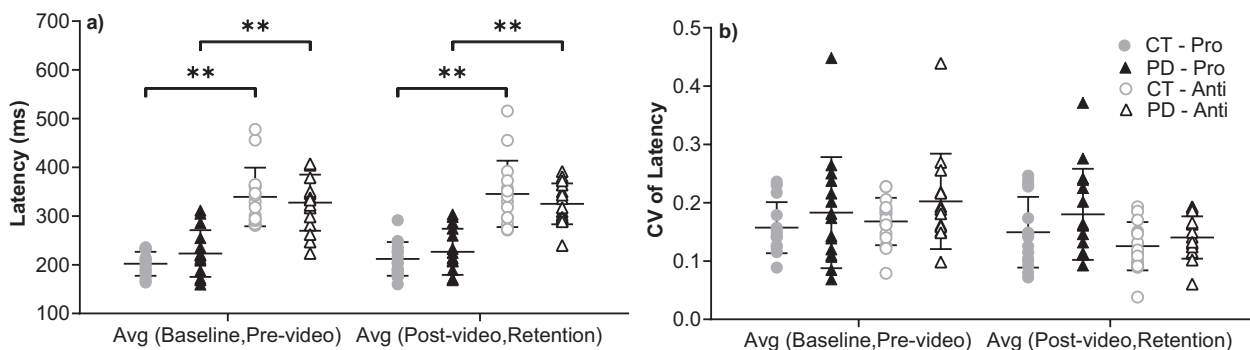 a)
700
600
500
400
300
200
100
Latency (ms)
**
**
**
**
Avg (Baseline,Pre-video)
Avg (Post-video,Retention)
b)
0.5
0.4
0.3
0.2
0.1
0.0
CV of Latency
CT - Pro
PD - Pro
CT - Anti
PD - Anti
Avg (Baseline,Pre-video)
Avg (Post-video,Retention)